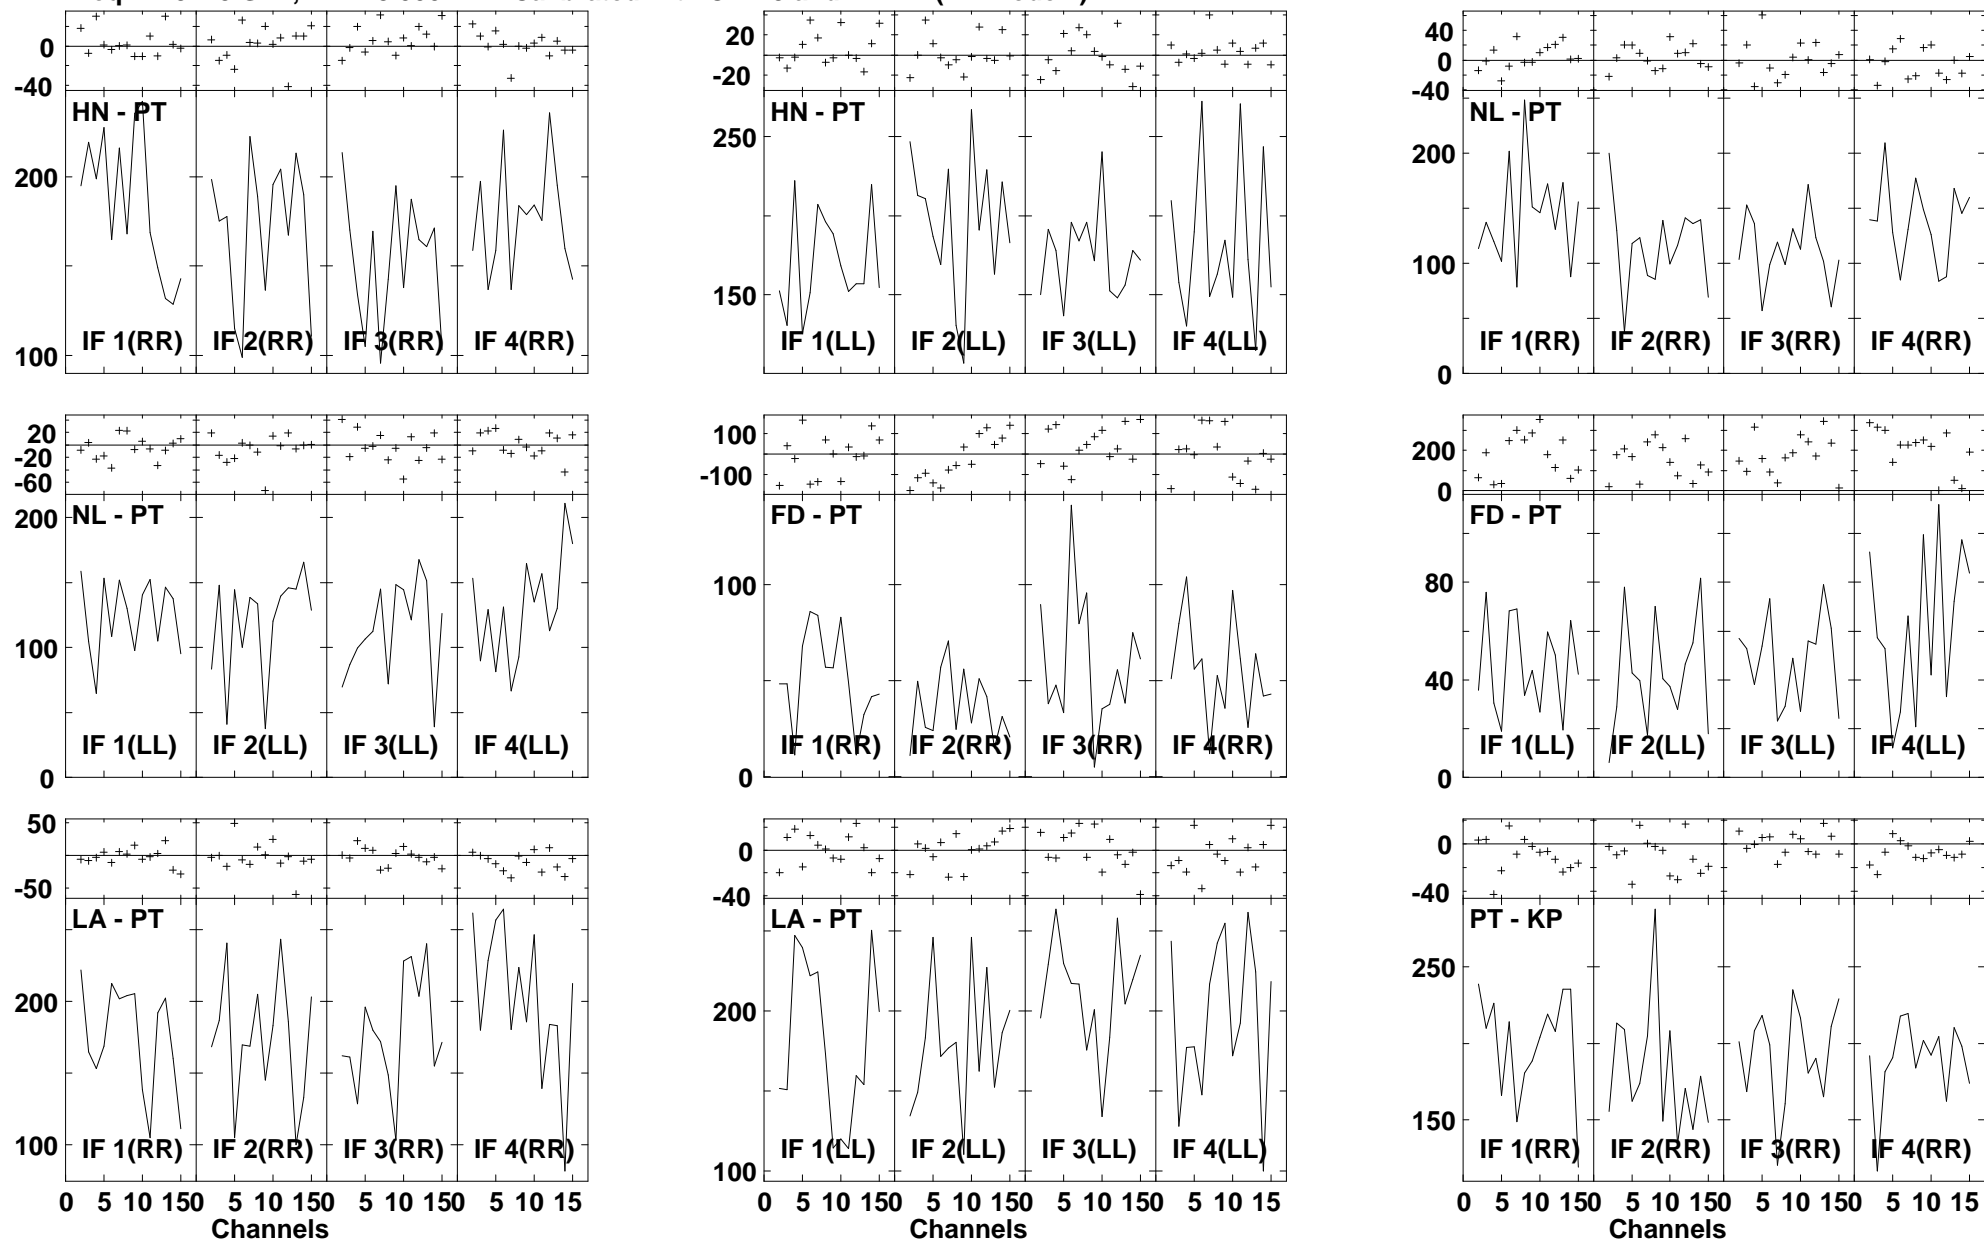 0
-40
HN - PT
200
100
IF 1(RR) IF 2(RR) IF 3(RR) IF 4(RR)
20
-20
HN - PT
250
150
IF 1(LL) IF 2(LL) IF 3(LL) IF 4(LL)
40
0
-40
NL - PT
200
100
0
IF 1(RR) IF 2(RR) IF 3(RR) IF 4(RR)
20
-20
-60
NL - PT
200
100
0
IF 1(LL) IF 2(LL) IF 3(LL) IF 4(LL)
100
-100
FD - PT
100
0
IF 1(RR) IF 2(RR) IF 3(RR) IF 4(RR)
200
0
FD - PT
80
40
0
IF 1(LL) IF 2(LL) IF 3(LL) IF 4(LL)
50
-50
LA - PT
200
100
IF 1(RR) IF 2(RR) IF 3(RR) IF 4(RR)
0 5 10 150 5 10 150 5 10 150 5 10 15
Channels
0
-40
LA - PT
200
100
IF 1(LL) IF 2(LL) IF 3(LL) IF 4(LL)
0 5 10 150 5 10 150 5 10 150 5 10 15
Channels
0
-40
PT - KP
250
150
IF 1(RR) IF 2(RR) IF 3(RR) IF 4(RR)
0 5 10 150 5 10 150 5 10 150 5 10 15
Channels